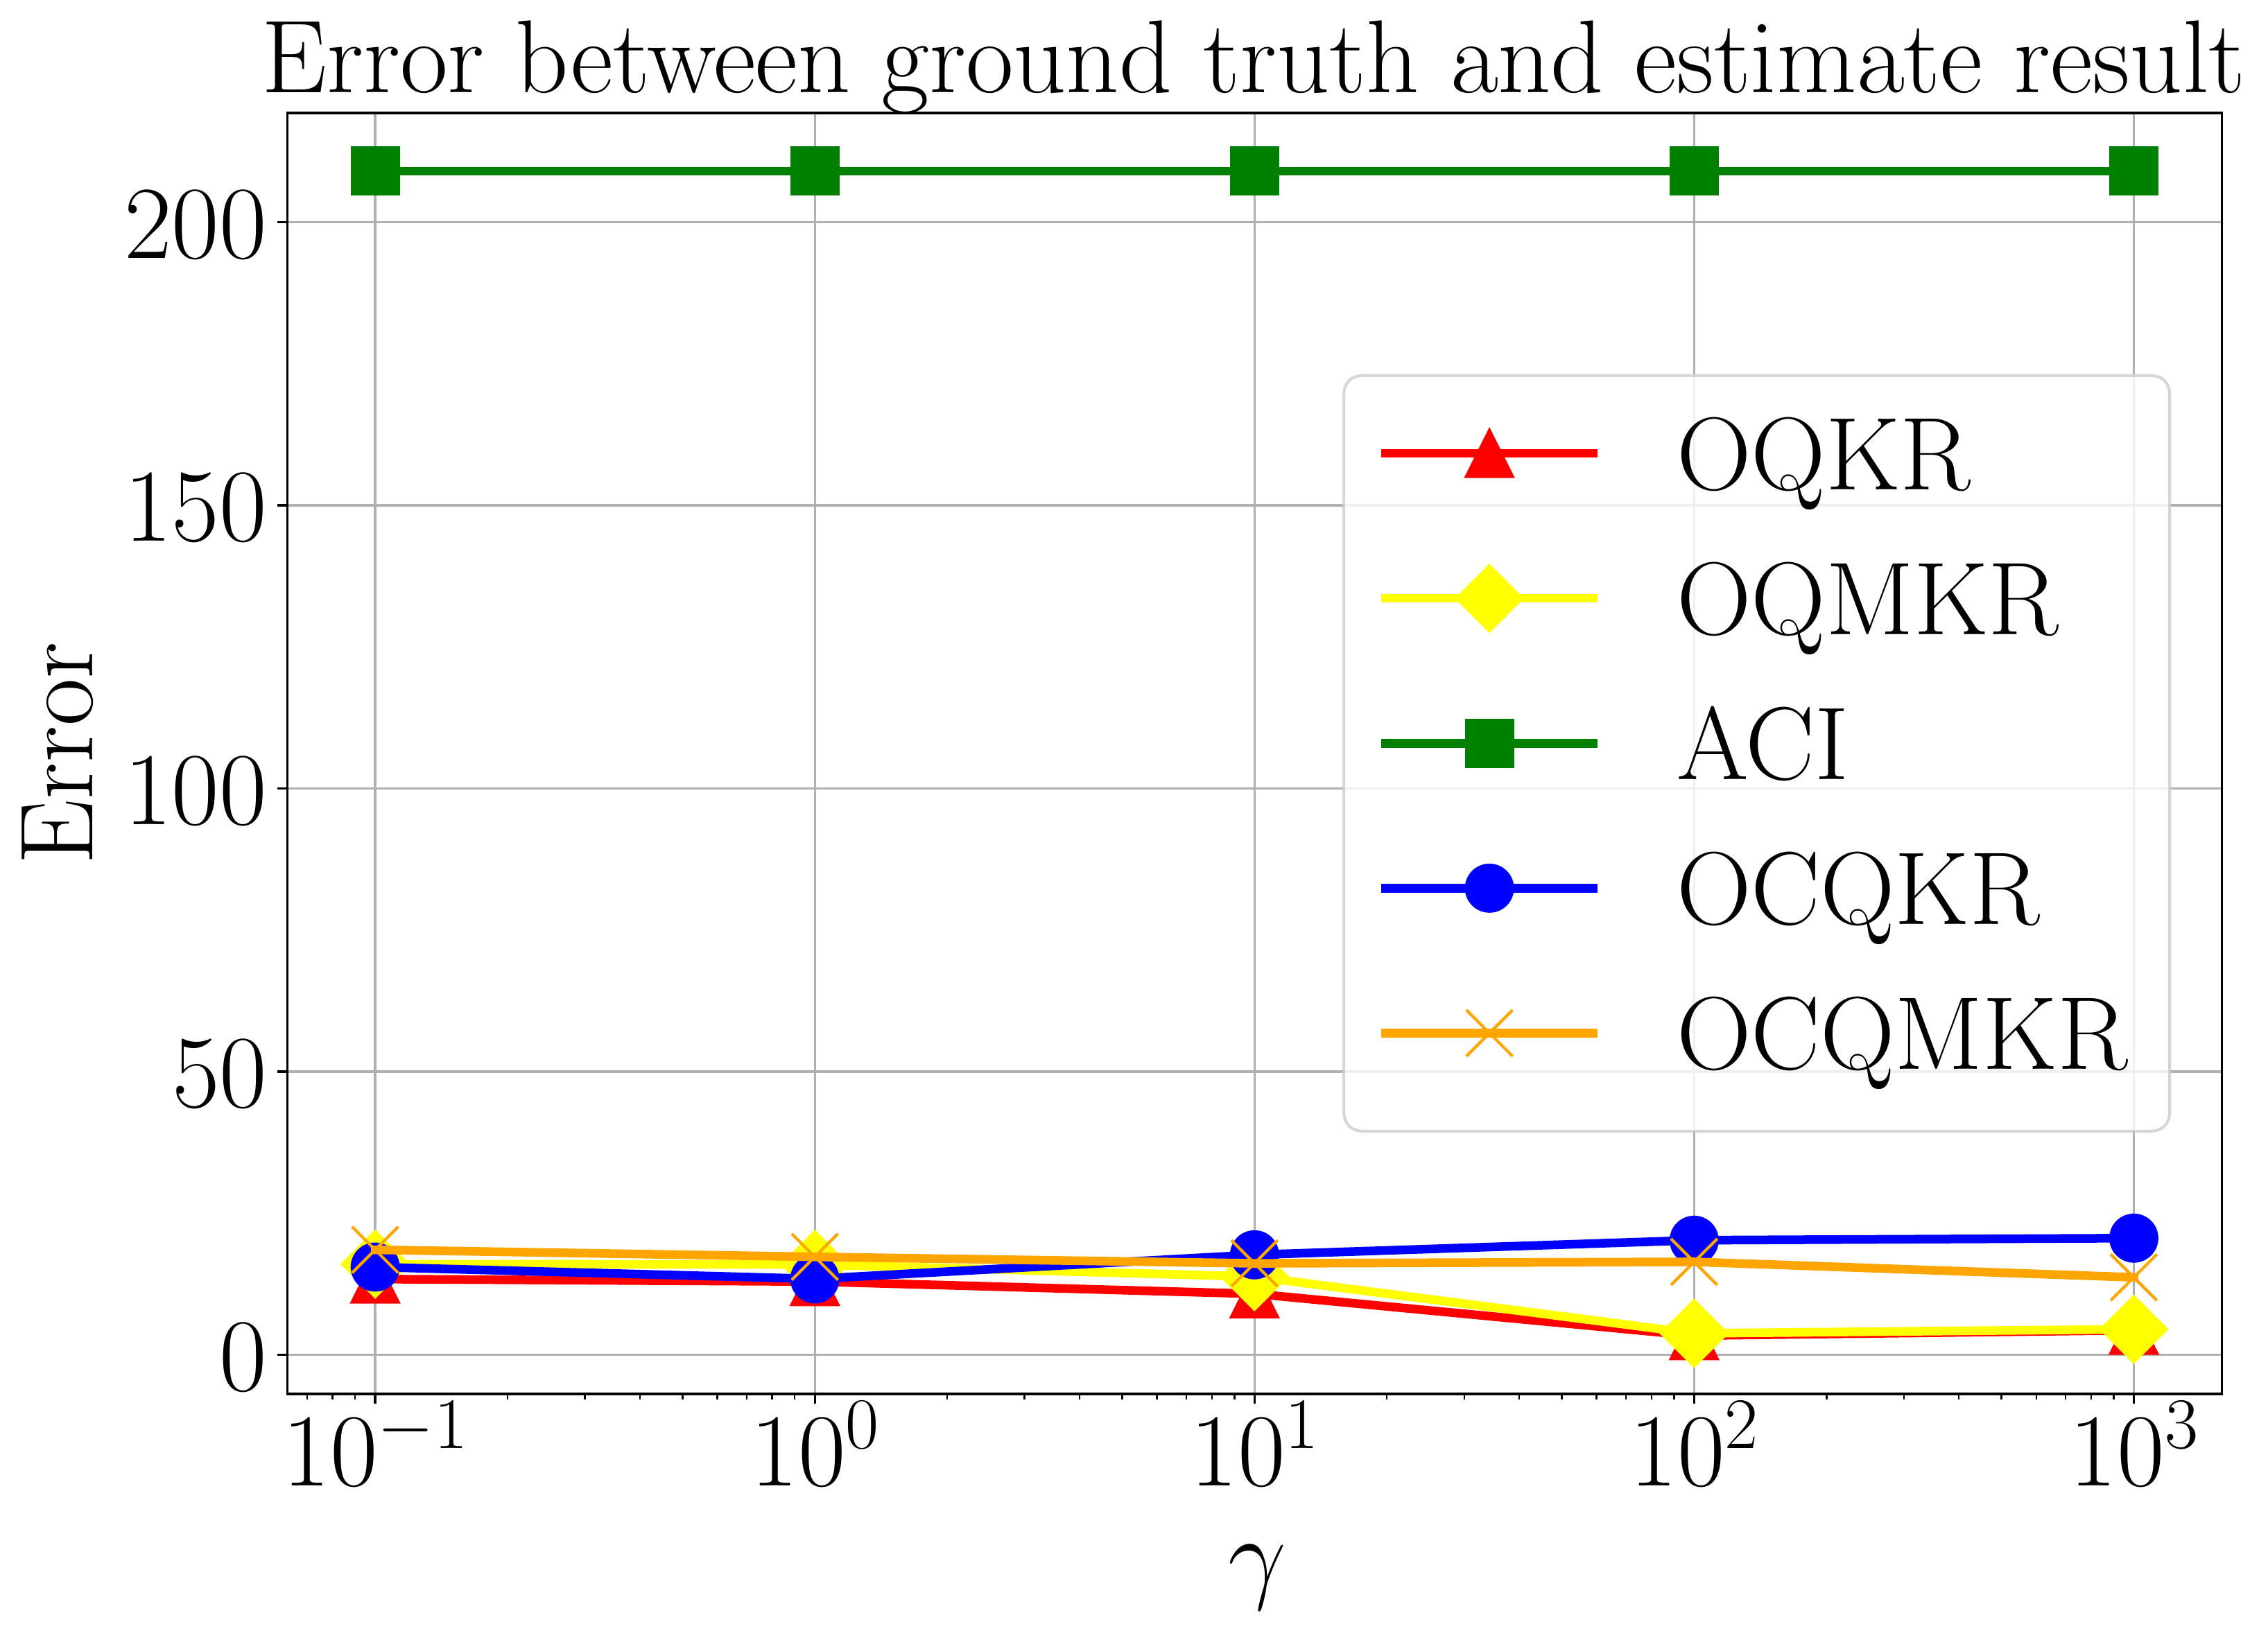 Error between ground truth and estimate result
200
150
100
50
0
Error
OQKR
OQMKR
ACI
OCQKR
OCQMKR
10⁻¹ 10⁰ 10¹ 10² 10³
γ